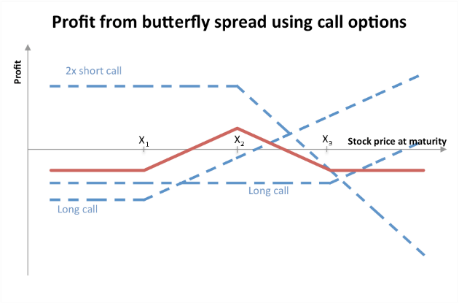 Profit from butterfly spread using call options
Profit
2x short call
X1
X2
X3
Stock price at maturity
Long call
Long call